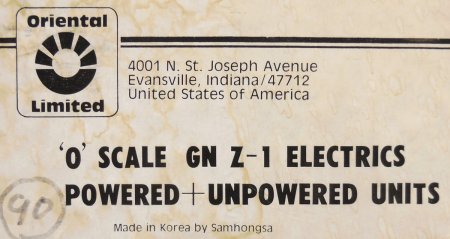 Oriental
Limited
4001 N. St. Joseph Avenue
Evansville, Indiana/47712
United States of America
'O' SCALE GN Z-1 ELECTRICS
POWERED+UNPOWERED UNITS
90
Made in Korea by Samhongsa